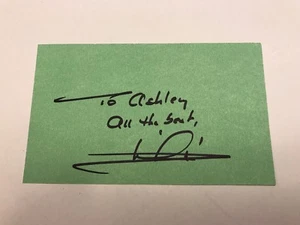 To Ashley
All the best,